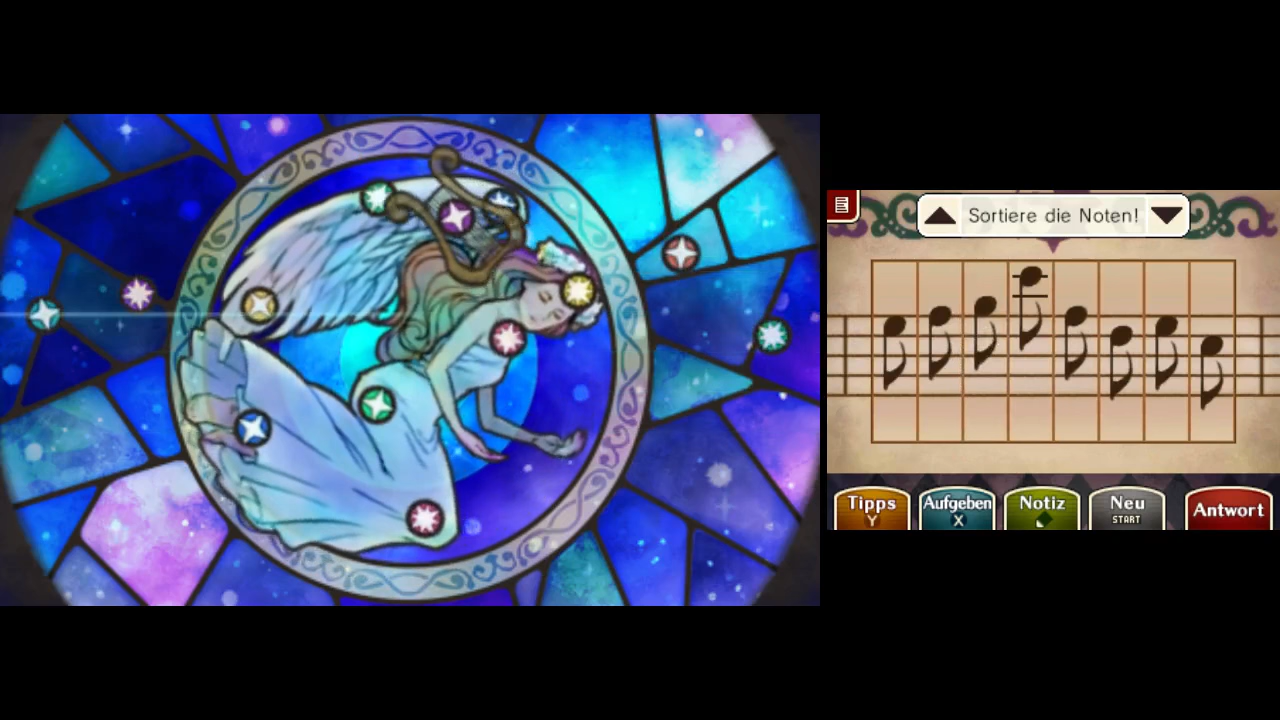 Sortiere die Noten!
Tipps
Y
Aufgeben
X
Notiz
Neu
START
Antwort